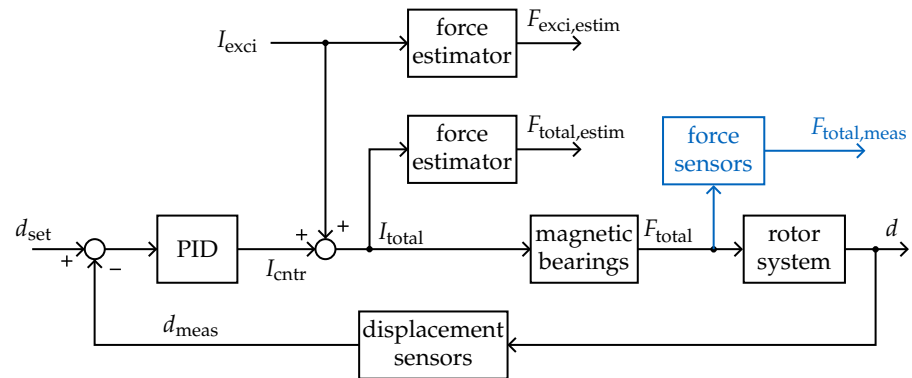 I_exci
force
estimator
F_exci,estim
force
estimator
F_total,estim
force
sensors
F_total,meas
d_set
+
−
PID
I_cntr
+
+
I_total
magnetic
bearings
F_total
rotor
system
d
d_meas
displacement
sensors